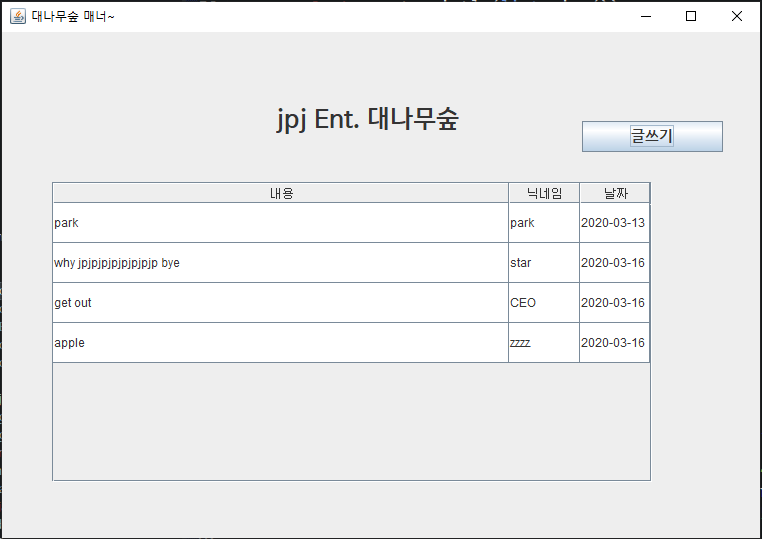 대나무숲 매너~
jpj Ent. 대나무숲
글쓰기
내용 닉네임 날짜
park park 2020-03-13
why jpjpjpjpjpjpjpjp bye star 2020-03-16
get out CEO 2020-03-16
apple zzzz 2020-03-16